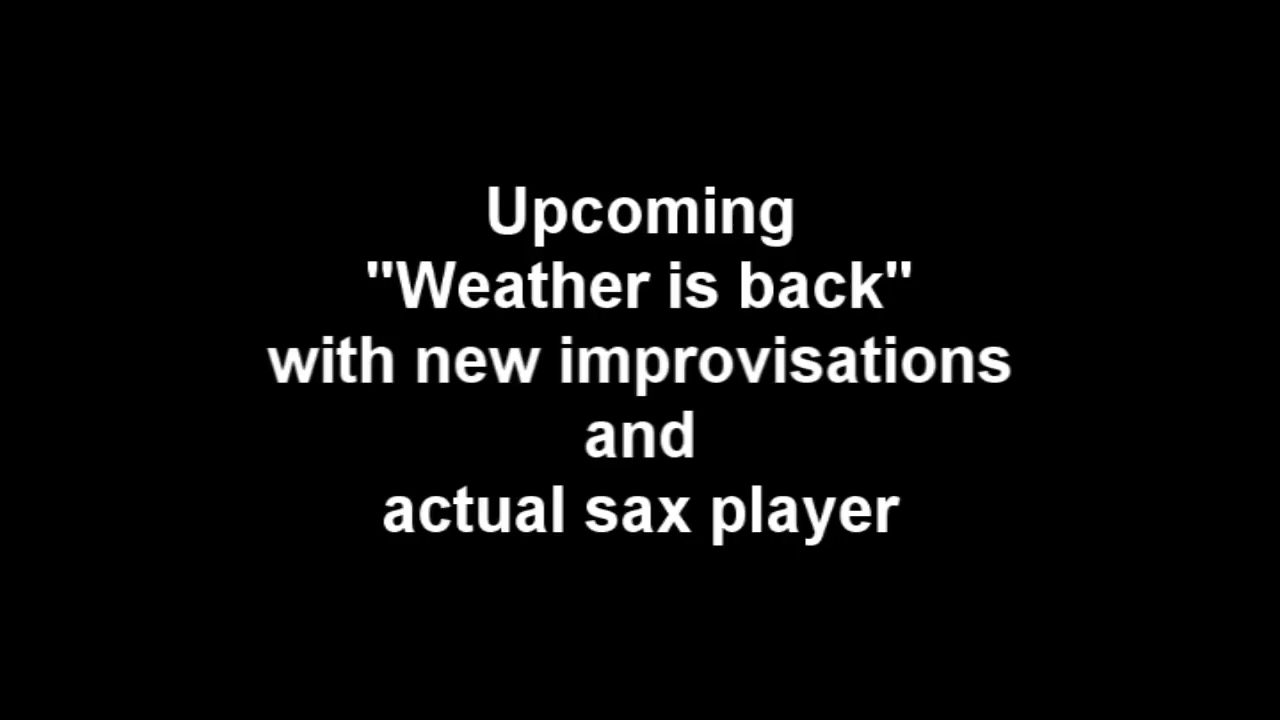 Upcoming
"Weather is back"
with new improvisations
and
actual sax player